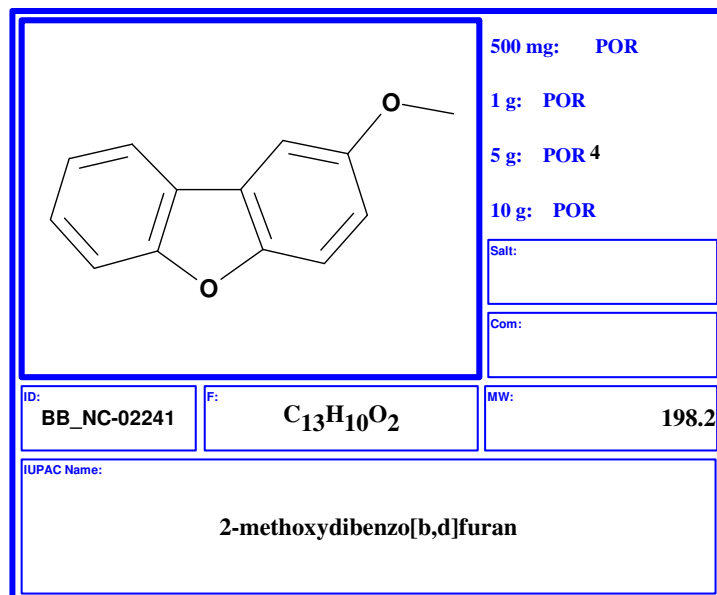 500 mg: POR
1 g: POR
5 g: POR 4
10 g: POR
O
O
Salt:
Com:
ID:
BB_NC-02241
F:
C13H10O2
MW:
198.2
IUPAC Name:
2-methoxydibenzo[b,d]furan